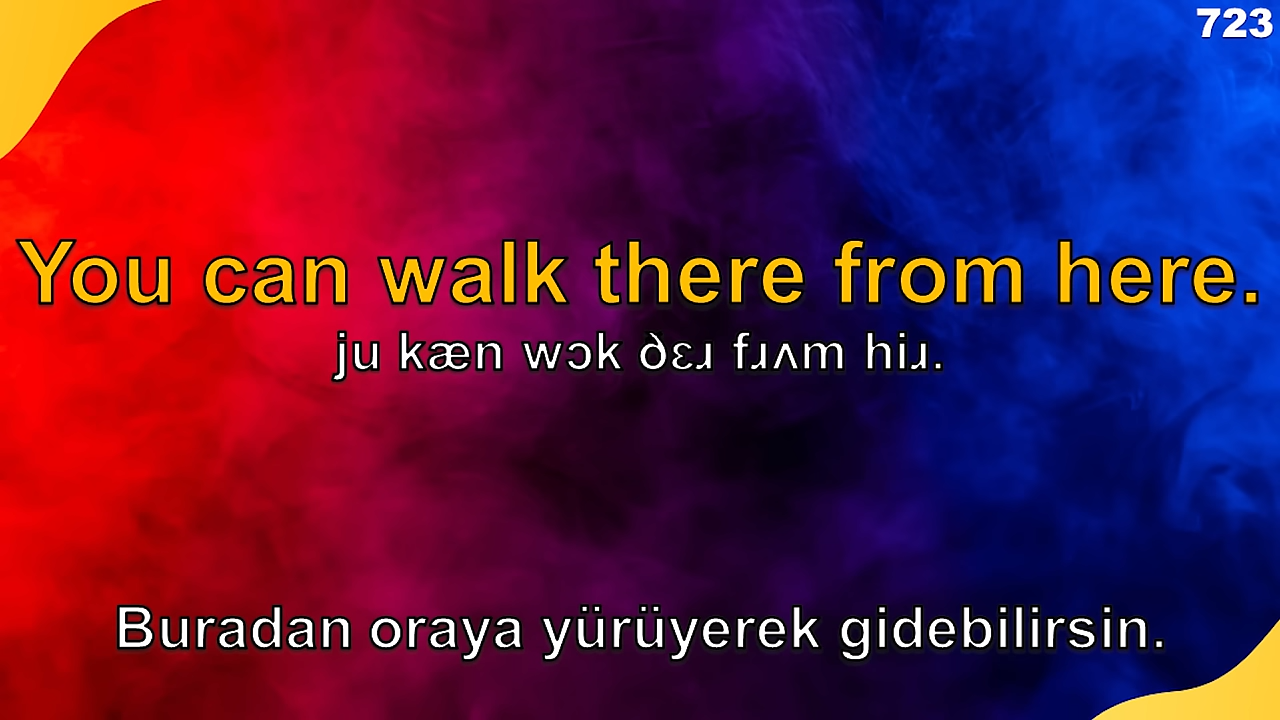 723
You can walk there from here.
ju kæn wɔk ðɛɹ fɹʌm hiɹ.
Buradan oraya yürüyerek gidebilirsin.